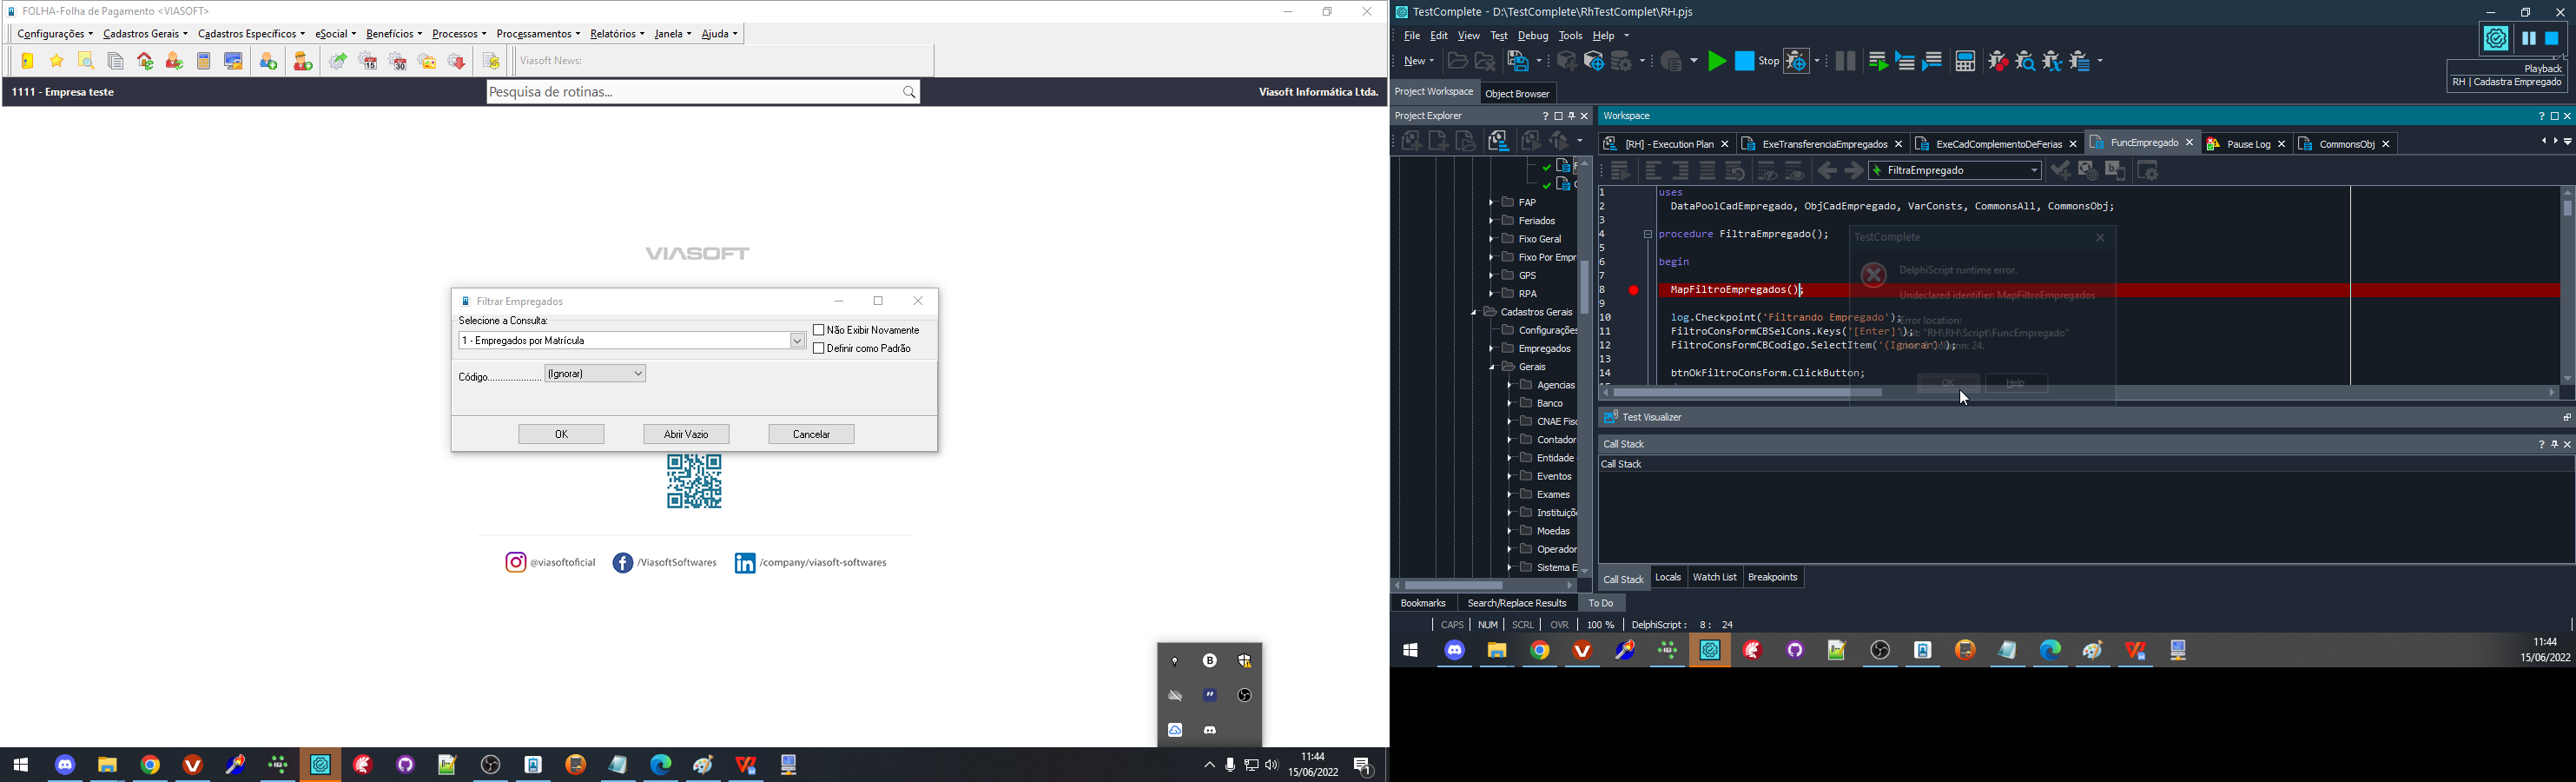 FOLHA-Folha de Pagamento <VIASOFT>
Configurações Cadastros Gerais Cadastros Específicos eSocial Benefícios Processos Processamentos Relatórios Janela Ajuda
Viasoft News:
1111 - Empresa teste
Pesquisa de rotinas...
Viasoft Informática Ltda.
VIASOFT
Filtrar Empregados
Selecione a Consulta:
1 - Empregados por Matrícula
Não Exibir Novamente
Definir como Padrão
Código....................
(Ignorar)
OK
Abrir Vazio
Cancelar
@viasoftoficial
/ViasoftSoftwares
/company/viasoft-softwares
11:44
15/06/2022
TestComplete - D:\TestComplete\RhTestComplet\RH.pjs
File Edit View Test Debug Tools Help
New
Stop
Playback
RH | Cadastra Empregado
Project Workspace
Object Browser
Project Explorer
Workspace
[RH] - Execution Plan
ExeTransferenciaEmpregados
ExeCadComplementoDeFerias
FuncEmpregado
Pause Log
CommonsObj
FiltraEmpregado
FAP
Feriados
Fixo Geral
Fixo Por Empr
GPS
RPA
Cadastros Gerais
Configurações
Empregados
Gerais
Agencias
Banco
CNAE Fisc
Contador
Entidade
Eventos
Exames
Instituiçõ
Moedas
Operador
Sistema E
1 uses
2 DataPoolCadEmpregado, ObjCadEmpregado, VarConsts, CommonsAll, CommonsObj;
3
4 procedure FiltraEmpregado();
5
6 begin
7
8 MapFiltroEmpregados();
9
10 log.Checkpoint('Filtrando Empregado');
11 FiltroConsFormCBSelCons.Keys('[Enter]');
12 FiltroConsFormCBCodigo.SelectItem('(Ignorar)');
13
14 btnOkFiltroConsForm.ClickButton;
TestComplete
DelphiScript runtime error.
Undeclared identifier: MapFiltroEmpregados
Error location:
"RH\RH\Script\FuncEmpregado"
24.
OK
Help
Test Visualizer
Call Stack
Call Stack
Call Stack
Locals
Watch List
Breakpoints
Bookmarks
Search/Replace Results
To Do
CAPS NUM SCRL OVR 100 % DelphiScript: 8: 24
11:44
15/06/2022